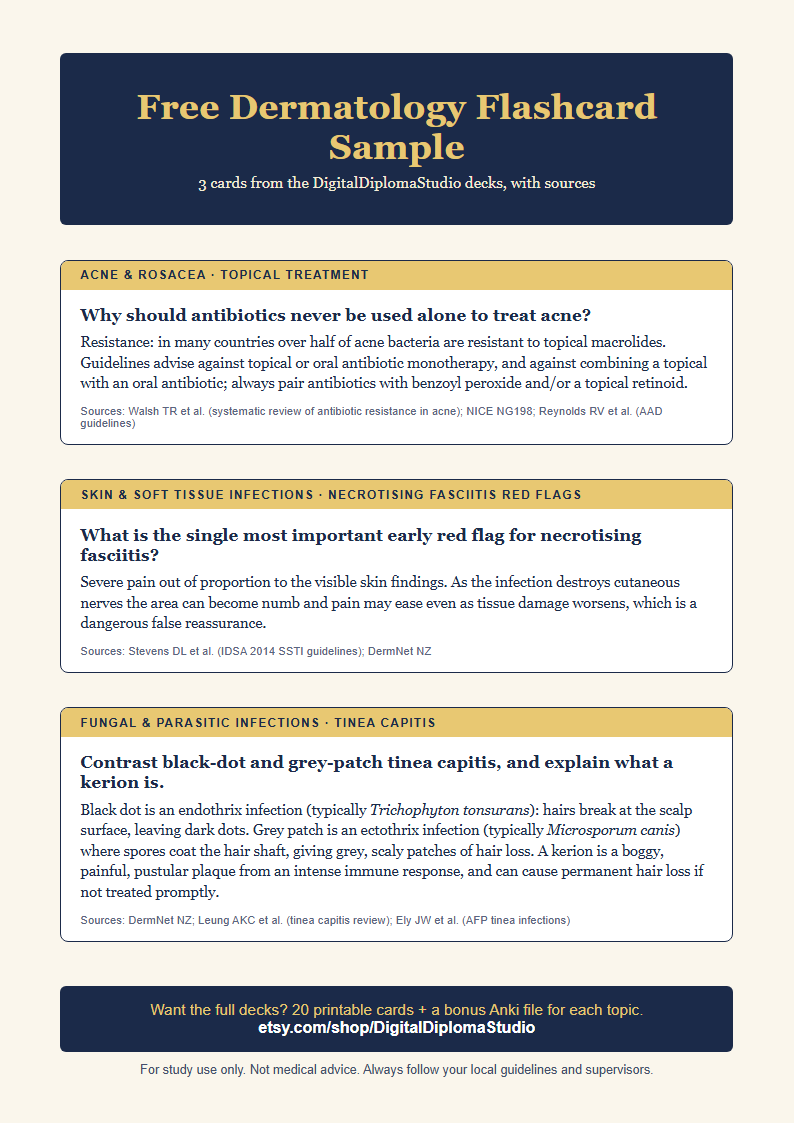 Free Dermatology Flashcard
Sample
3 cards from the DigitalDiplomaStudio decks, with sources
ACNE & ROSACEA · TOPICAL TREATMENT
Why should antibiotics never be used alone to treat acne?
Resistance: in many countries over half of acne bacteria are resistant to topical macrolides.
Guidelines advise against topical or oral antibiotic monotherapy, and against combining a topical
with an oral antibiotic; always pair antibiotics with benzoyl peroxide and/or a topical retinoid.
Sources: Walsh TR et al. (systematic review of antibiotic resistance in acne); NICE NG198; Reynolds RV et al. (AAD
guidelines)
SKIN & SOFT TISSUE INFECTIONS · NECROTISING FASCIITIS RED FLAGS
What is the single most important early red flag for necrotising
fasciitis?
Severe pain out of proportion to the visible skin findings. As the infection destroys cutaneous
nerves the area can become numb and pain may ease even as tissue damage worsens, which is a
dangerous false reassurance.
Sources: Stevens DL et al. (IDSA 2014 SSTI guidelines); DermNet NZ
FUNGAL & PARASITIC INFECTIONS · TINEA CAPITIS
Contrast black-dot and grey-patch tinea capitis, and explain what a
kerion is.
Black dot is an endothrix infection (typically Trichophyton tonsurans): hairs break at the scalp
surface, leaving dark dots. Grey patch is an ectothrix infection (typically Microsporum canis)
where spores coat the hair shaft, giving grey, scaly patches of hair loss. A kerion is a boggy,
painful, pustular plaque from an intense immune response, and can cause permanent hair loss if
not treated promptly.
Sources: DermNet NZ; Leung AKC et al. (tinea capitis review); Ely JW et al. (AFP tinea infections)
Want the full decks? 20 printable cards + a bonus Anki file for each topic.
etsy.com/shop/DigitalDiplomaStudio
For study use only. Not medical advice. Always follow your local guidelines and supervisors.